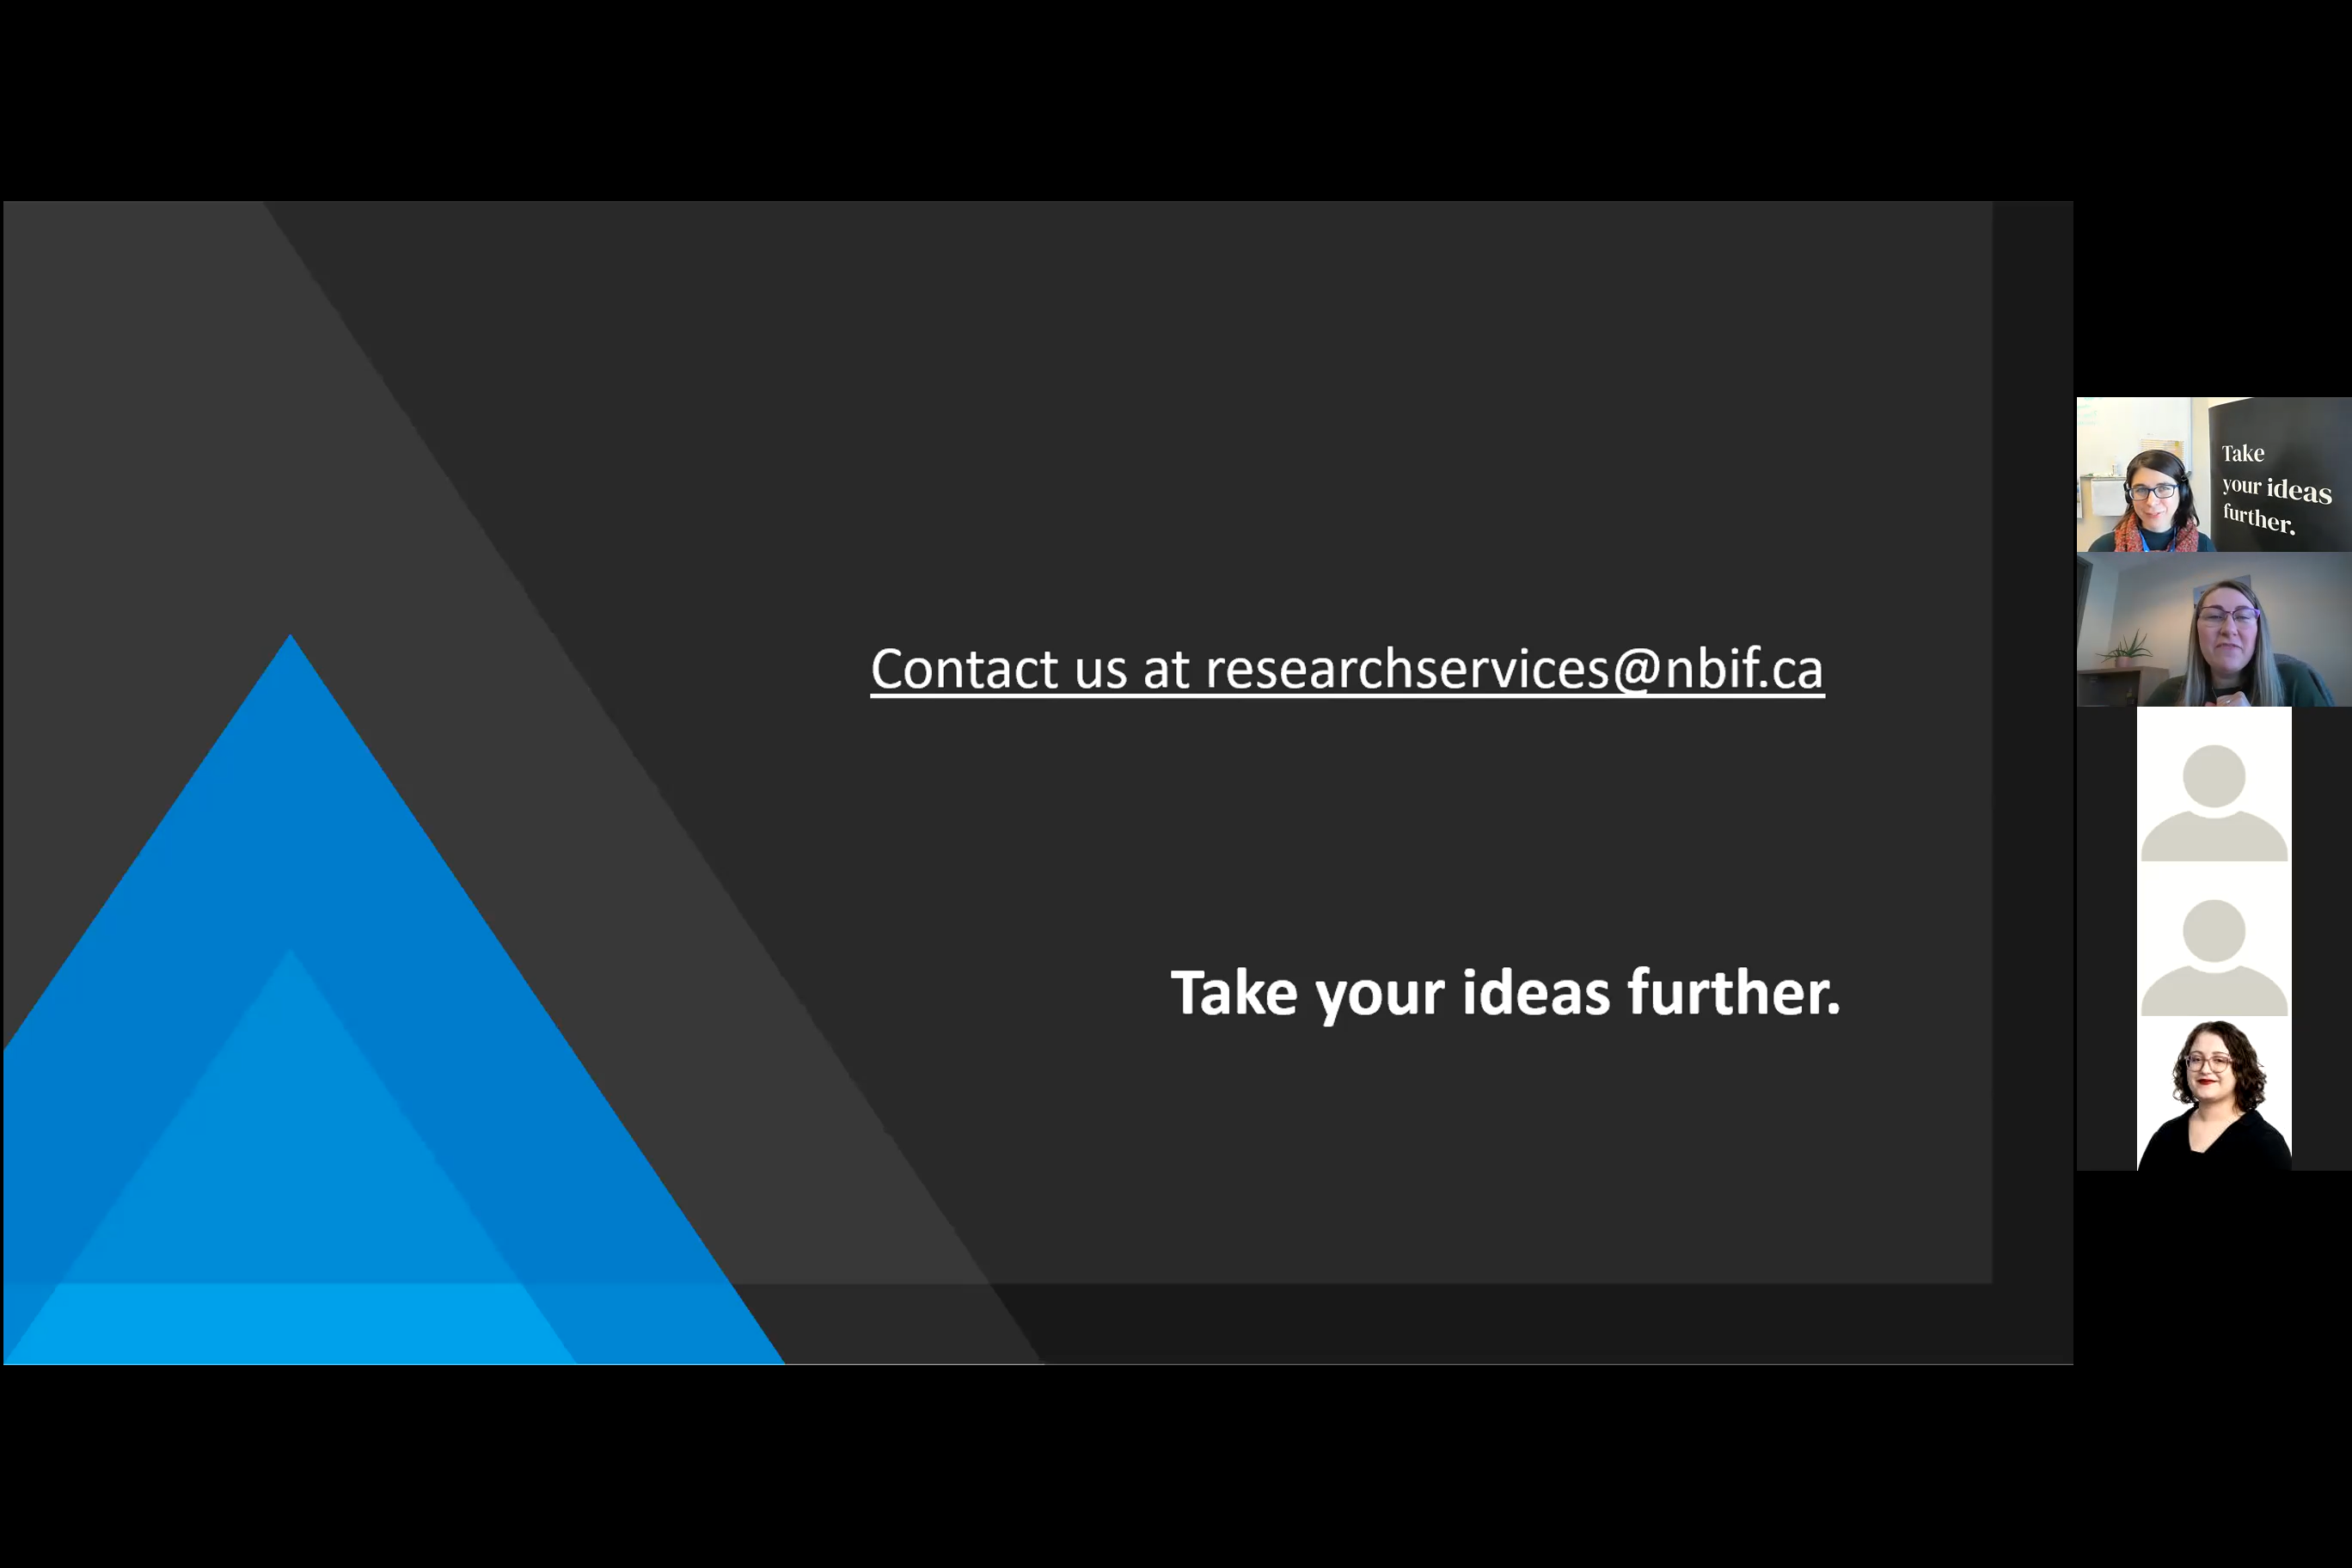 Contact us at researchservices@nbif.ca
Take your ideas further.
Take
your ideas
further.